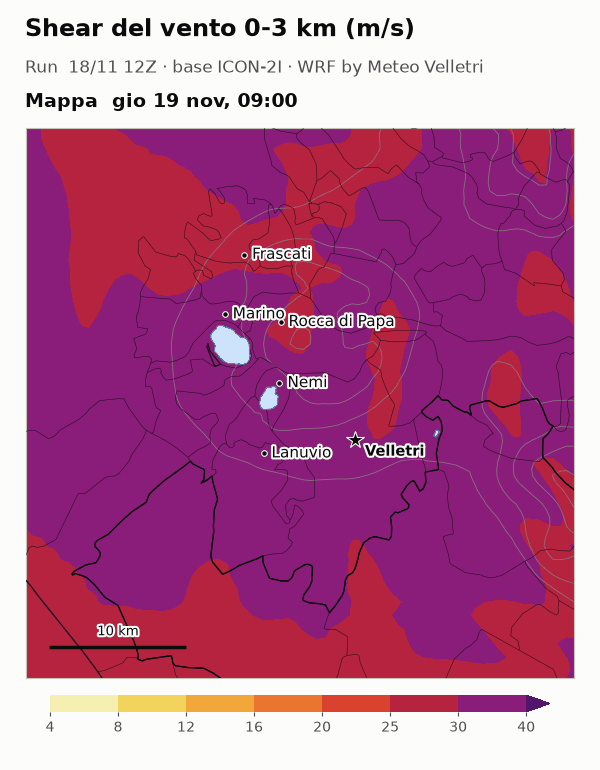 Shear del vento 0-3 km (m/s)
Run  18/11 12Z · base ICON-2I · WRF by Meteo Velletri
Mappa  gio 19 nov, 09:00
Frascati
Marino
Rocca di Papa
Nemi
Velletri
Lanuvio
10 km
4 8 12 16 20 25 30 40